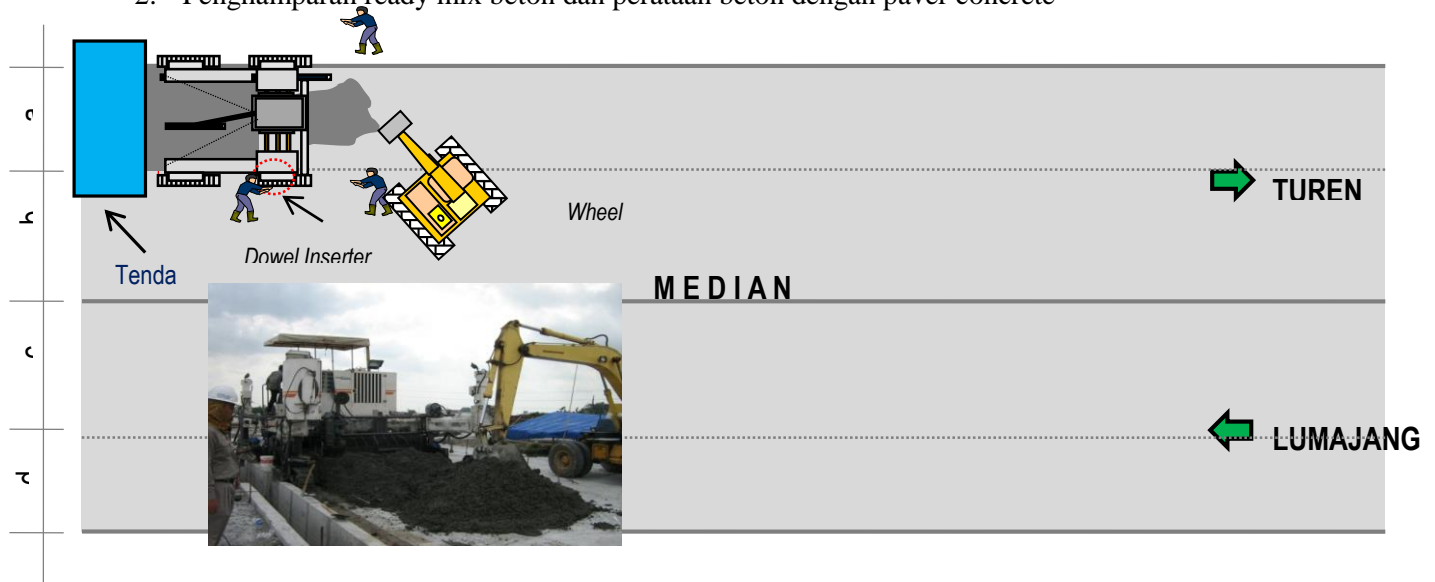 2. Penghamparan ready mix beton dan perataan beton dengan paver concrete
TUREN
Wheel
Dowel Inserter
Tenda
MEDIAN
LUMAJANG